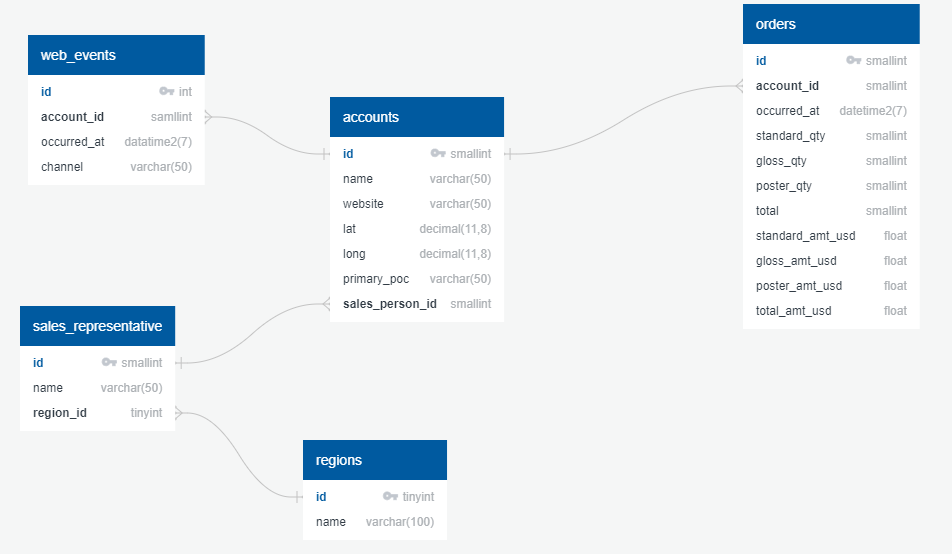 web_events
id int
account_id samllint
occurred_at datatime2(7)
channel varchar(50)
accounts
id smallint
name varchar(50)
website varchar(50)
lat decimal(11,8)
long decimal(11,8)
primary_poc varchar(50)
sales_person_id smallint
orders
id smallint
account_id smallint
occurred_at datetime2(7)
standard_qty smallint
gloss_qty smallint
poster_qty smallint
total smallint
standard_amt_usd float
gloss_amt_usd float
poster_amt_usd float
total_amt_usd float
sales_representative
id smallint
name varchar(50)
region_id tinyint
regions
id tinyint
name varchar(100)